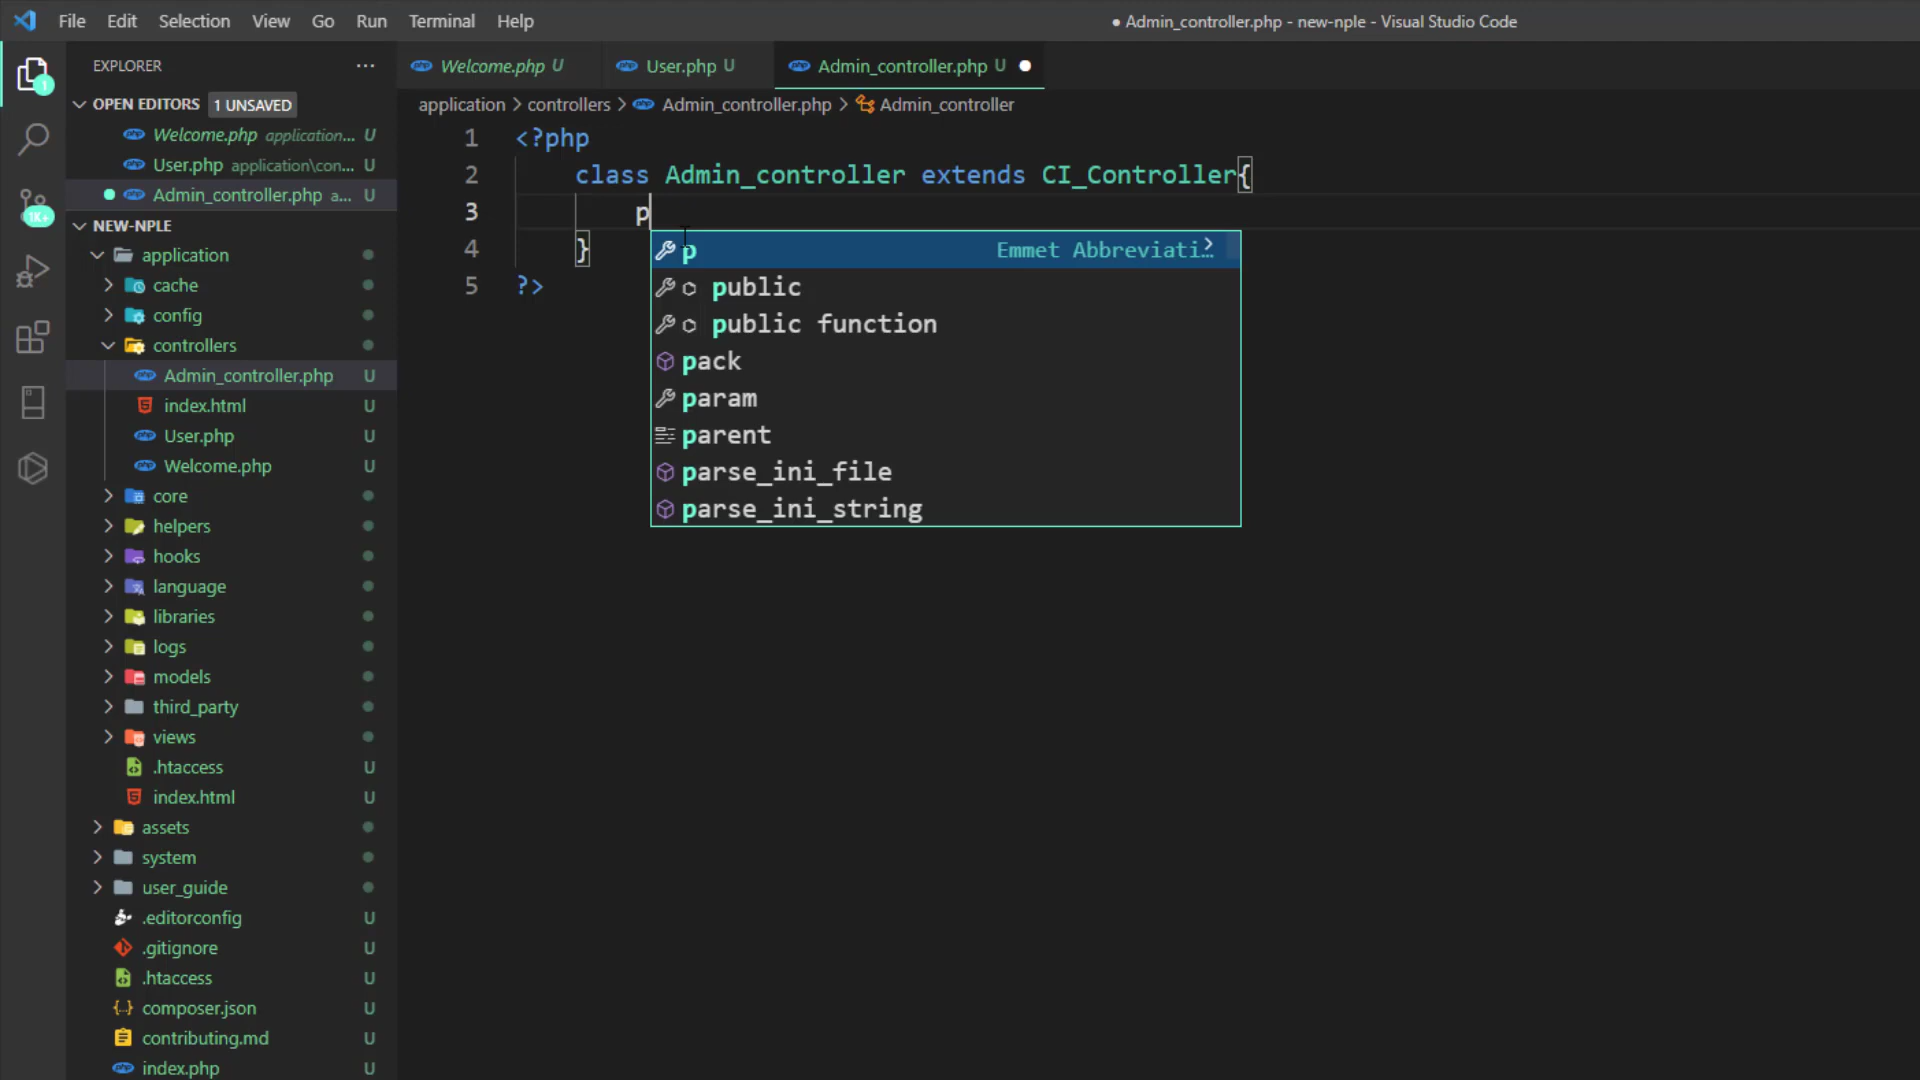 File Edit Selection View Go Run Terminal Help
● Admin_controller.php - new-nple - Visual Studio Code
EXPLORER
OPEN EDITORS 1 UNSAVED
Welcome.php application... U
User.php application\con... U
Admin_controller.php a... U
NEW-NPLE
application
cache
config
controllers
Admin_controller.php U
index.html U
User.php U
Welcome.php U
core
helpers
hooks
language
libraries
logs
models
third_party
views
.htaccess U
index.html U
assets
system
user_guide
.editorconfig U
.gitignore U
.htaccess U
composer.json U
contributing.md U
index.php U
1
1K+
Welcome.php U
User.php U
Admin_controller.php U
application > controllers > Admin_controller.php > Admin_controller
1 <?php
2 class Admin_controller extends CI_Controller{
3 p
4 }
5 ?>
p Emmet Abbreviati…
public
public function
pack
param
parent
parse_ini_file
parse_ini_string